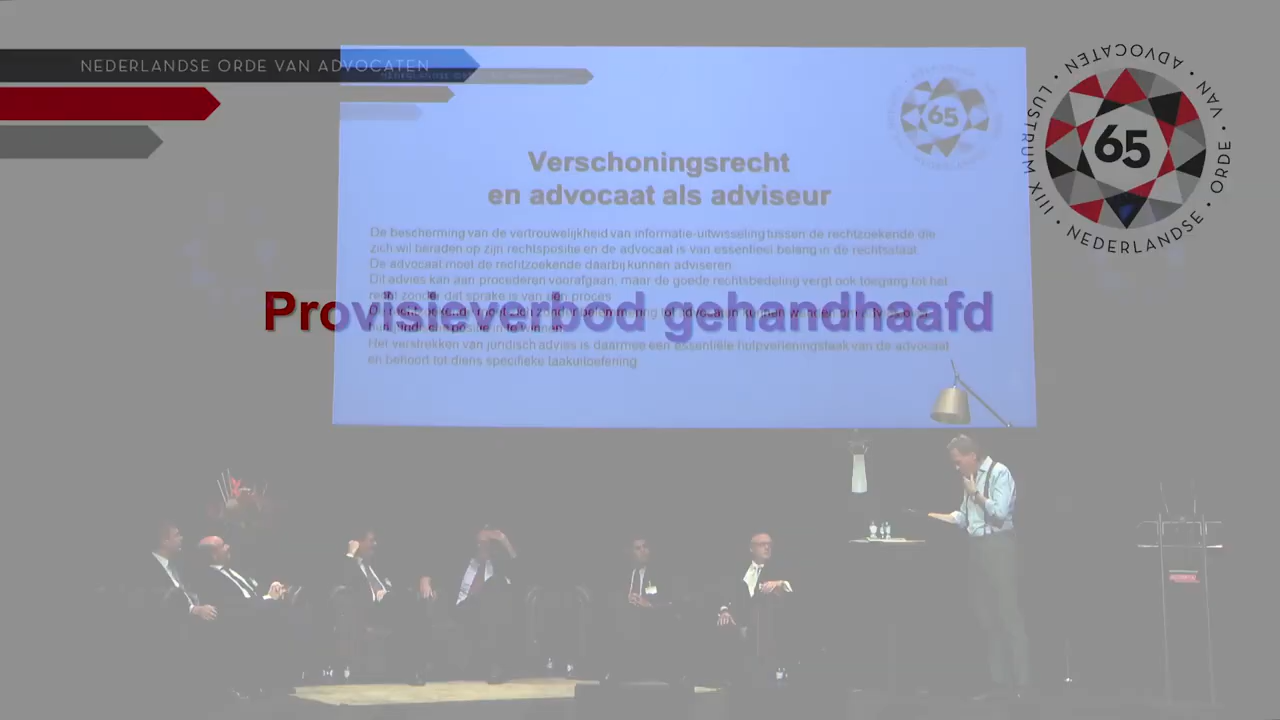 NEDERLANDSE ORDE VAN ADVOCATEN
LUSTRUM XIII • NEDERLANDSE • ORDE • VAN • ADVOCATEN •
65
65
Verschoningsrecht
en advocaat als adviseur
De bescherming van de vertrouwelijkheid van informatie-uitwisseling tussen de rechtzoekende die
zich wil beraden op zijn rechtspositie en de advocaat is van essentieel belang in de rechtsstaat.
De advocaat moet de rechtzoekende daarbij kunnen adviseren.
Dit advies kan aan procederen voorafgaan, maar de goede rechtsbedeling vergt ook toegang tot het
recht zonder dat sprake is van een proces
Provisieverbod gehandhaafd
Het verstrekken van juridisch advies is daarmee een essentiële hulpverleningstaak van de advocaat
en behoort tot diens specifieke taakuitoefening